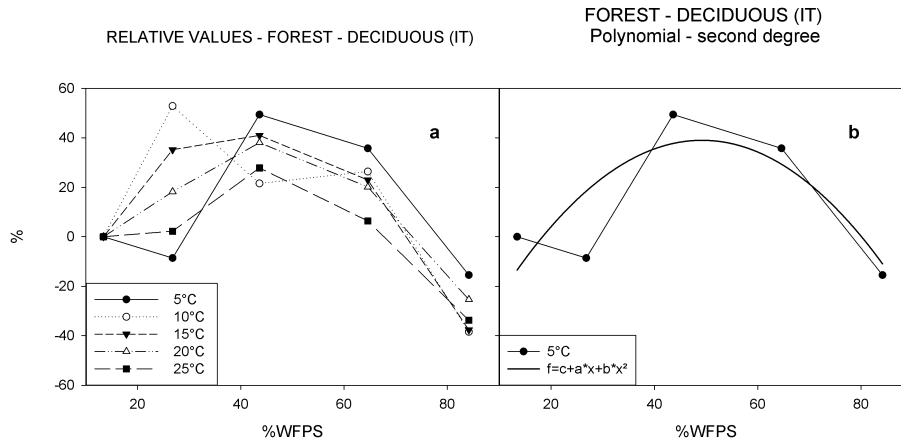 RELATIVE VALUES - FOREST - DECIDUOUS (IT)
FOREST - DECIDUOUS (IT)
Polynomial - second degree
%
60
40
20
0
-20
-40
-60
a
5°C
10°C
15°C
20°C
25°C
20 40 60 80
%WFPS
b
5°C
f=c+a*x+b*x²
20 40 60 80
%WFPS